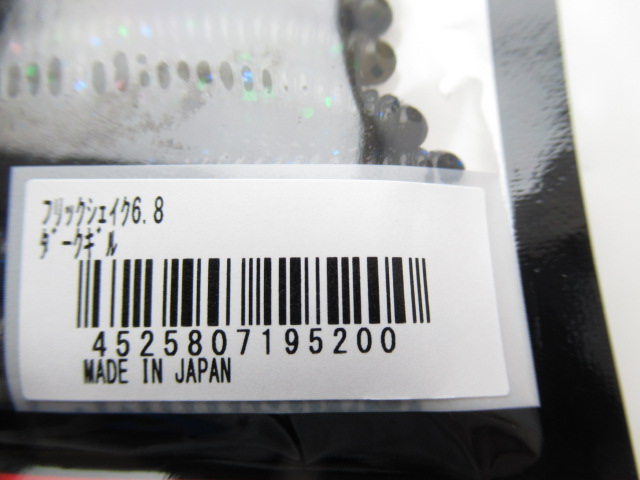 ﾌﾘｯｸｼｪｲｸ6.8
ﾀﾞｰｸｷﾞﾙ
4525807195200
MADE IN JAPAN